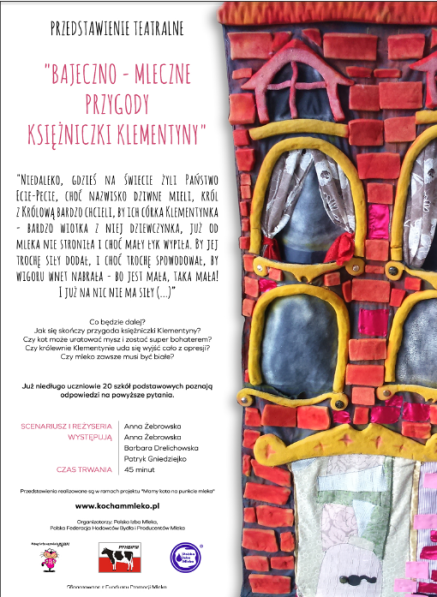 PRZEDSTAWIENIE TEATRALNE
"BAJECZNO - MLECZNE
PRZYGODY
KSIĘŻNICZKI KLEMENTYNY"
"NIEDALEKO, GDZIEŚ NA ŚWIECIE ŻYLI PAŃSTWO
ECIE-PECIE, CHOĆ NAZWISKO DZIWNE MIELI, KRÓL
Z KRÓLOWĄ BARDZO CHCIELI, BY ICH CÓRKA KLEMENTYNKA
- BARDZO WIOTKA Z NIEJ DZIEWCZYNKA, JUŻ OD
MLEKA NIE STRONIŁA I CHOĆ MAŁY ŁYK WYPIŁA. BY JEJ
TROCHĘ SIŁY DODAŁ, I CHOĆ TROCHĘ SPOWODOWAŁ, BY
WIGORU WNET NABRAŁA - BO JEST MAŁA, TAKA MAŁA!
I JUŻ NA NIC NIE MA SIŁY (...)"
Co będzie dalej?
Jak się skończy przygoda księżniczki Klementyny?
Czy kot może uratować mysz i zostać super bohaterem?
Czy królewnie Klementynie uda się wyjść cało z opresji?
Czy mleko zawsze musi być białe?
Już niedługo uczniowie 20 szkół podstawowych poznają
odpowiedzi na powyższe pytania.
SCENARIUSZ I REŻYSERIA Anna Żebrowska
WYSTĘPUJĄ Anna Żebrowska
Barbara Drelichowska
Patryk Gniedziejko
CZAS TRWANIA 45 minut
Przedstawienia realizowane są w ramach projektu "Mamy kota na punkcie mleka"
www.kochammleko.pl
Organizatorzy: Polska Izba Mleka,
Polska Federacja Hodowców Bydła i Producentów Mleka
Polska
Izba
Mleka
Sfinansowano z Funduszu Promocji Mleka